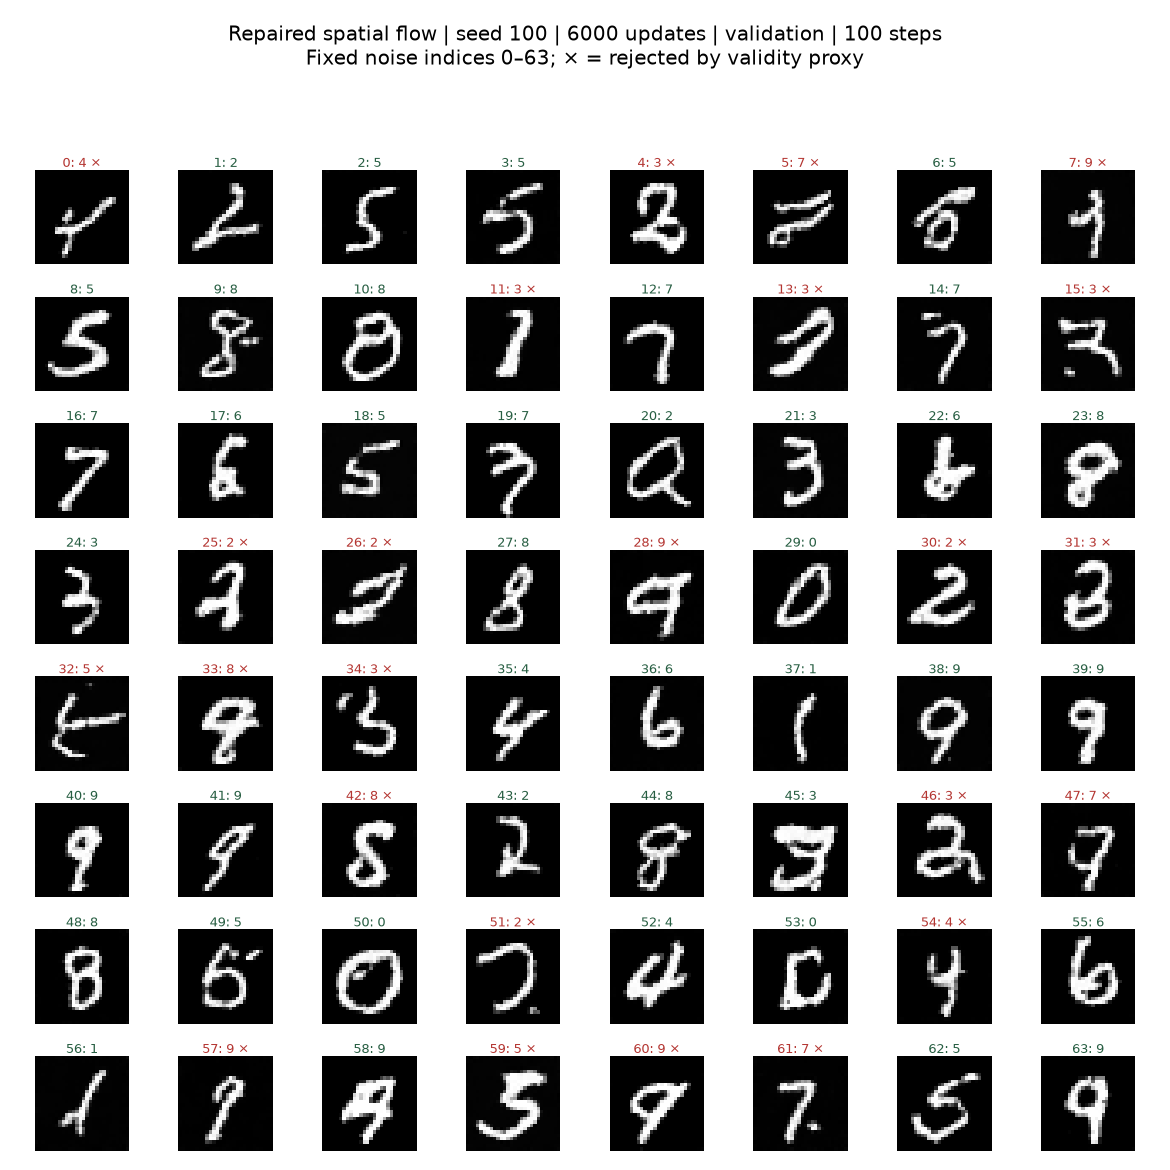 Repaired spatial flow | seed 100 | 6000 updates | validation | 100 steps
Fixed noise indices 0–63; × = rejected by validity proxy
0: 4 × 1: 2 2: 5 3: 5 4: 3 × 5: 7 × 6: 5 7: 9 ×
8: 5 9: 8 10: 8 11: 3 × 12: 7 13: 3 × 14: 7 15: 3 ×
16: 7 17: 6 18: 5 19: 7 20: 2 21: 3 22: 6 23: 8
24: 3 25: 2 × 26: 2 × 27: 8 28: 9 × 29: 0 30: 2 × 31: 3 ×
32: 5 × 33: 8 × 34: 3 × 35: 4 36: 6 37: 1 38: 9 39: 9
40: 9 41: 9 42: 8 × 43: 2 44: 8 45: 3 46: 3 × 47: 7 ×
48: 8 49: 5 50: 0 51: 2 × 52: 4 53: 0 54: 4 × 55: 6
56: 1 57: 9 × 58: 9 59: 5 × 60: 9 × 61: 7 × 62: 5 63: 9